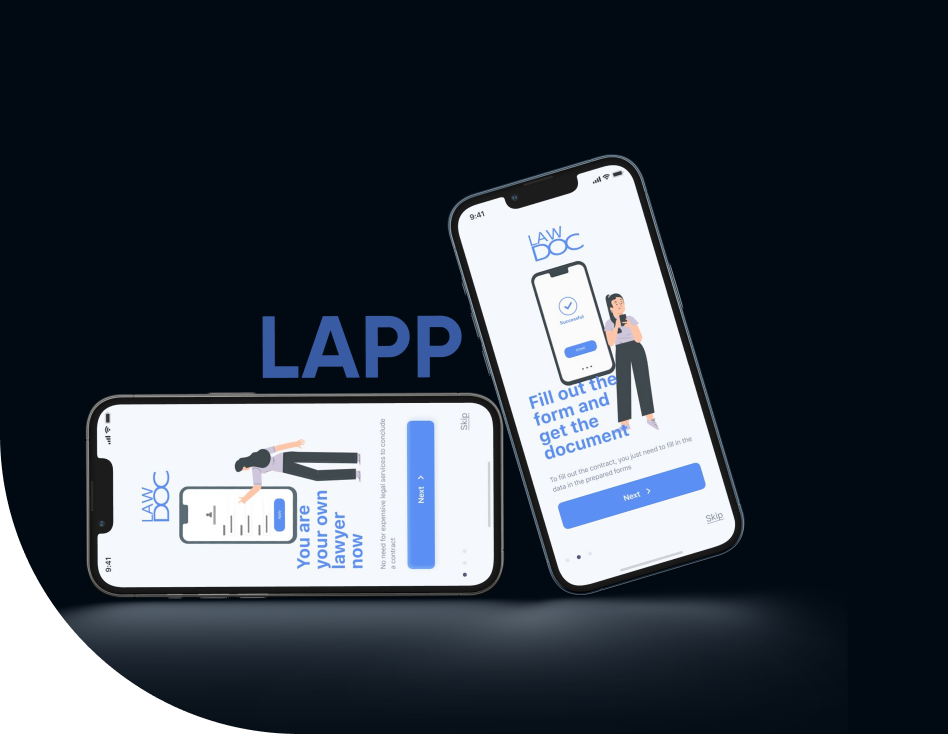 LAPP
9:41
LAW
DOC
You are
your own
lawyer
now
No need for expensive legal services to conclude
a contract
Next
Skip
9:41
LAW
DOC
Successful
Fill out the
form and
get the
document
To fill out the contract, you just need to fill in the
data in the prepared forms
Next
Skip